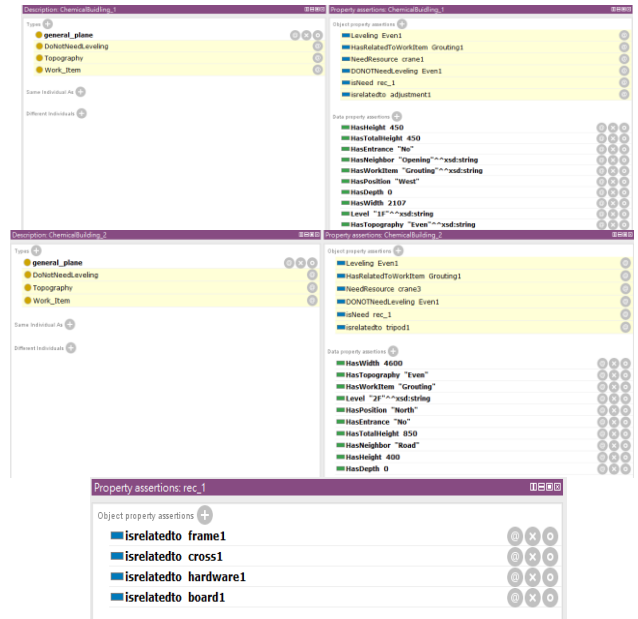 Description: ChemicalBuidlling_1
Types
general_plane
DoNotNeedLeveling
Topography
Work_Item
Same Individual As
Different Individuals
Property assertions: ChemicalBuidling_1
Object property assertions
Leveling Even1
HasRelatedToWorkItem Grouting1
NeedResource crane1
DONOTNeedLeveling Even1
isNeed rec_1
isrelatedto adjustment1
Data property assertions
HasHeight 450
HasTotalHeight 450
HasEntrance "No"
HasNeighbor "Opening"^^xsd:string
HasWorkItem "Grouting"^^xsd:string
HasPosition "West"
HasDepth 0
HasWidth 2107
Level "1F"^^xsd:string
HasTopography "Even"^^xsd:string
Description: ChemicalBuilding_2
Types
general_plane
DoNotNeedLeveling
Topography
Work_Item
Same Individual As
Different Individuals
Property assertions: ChemicalBuilding_2
Object property assertions
Leveling Even1
HasRelatedToWorkItem Grouting1
NeedResource crane3
DONOTNeedLeveling Even1
isNeed rec_1
isrelatedto tripod1
Data property assertions
HasWidth 4600
HasTopography "Even"
HasWorkItem "Grouting"
Level "2F"^^xsd:string
HasPosition "North"
HasEntrance "No"
HasTotalHeight 850
HasNeighbor "Road"
HasHeight 400
HasDepth 0
Property assertions: rec_1
Object property assertions
isrelatedto frame1
isrelatedto cross1
isrelatedto hardware1
isrelatedto board1